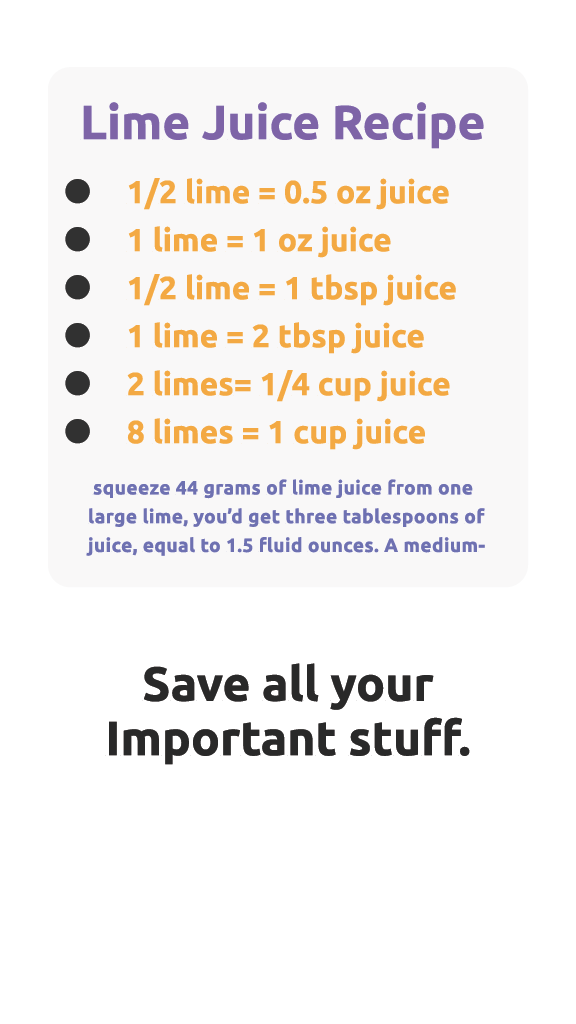 Lime Juice Recipe
1/2 lime = 0.5 oz juice
1 lime = 1 oz juice
1/2 lime = 1 tbsp juice
1 lime = 2 tbsp juice
2 limes= 1/4 cup juice
8 limes = 1 cup juice
squeeze 44 grams of lime juice from one
large lime, you’d get three tablespoons of
juice, equal to 1.5 fluid ounces. A medium-
Save all your
Important stuff.